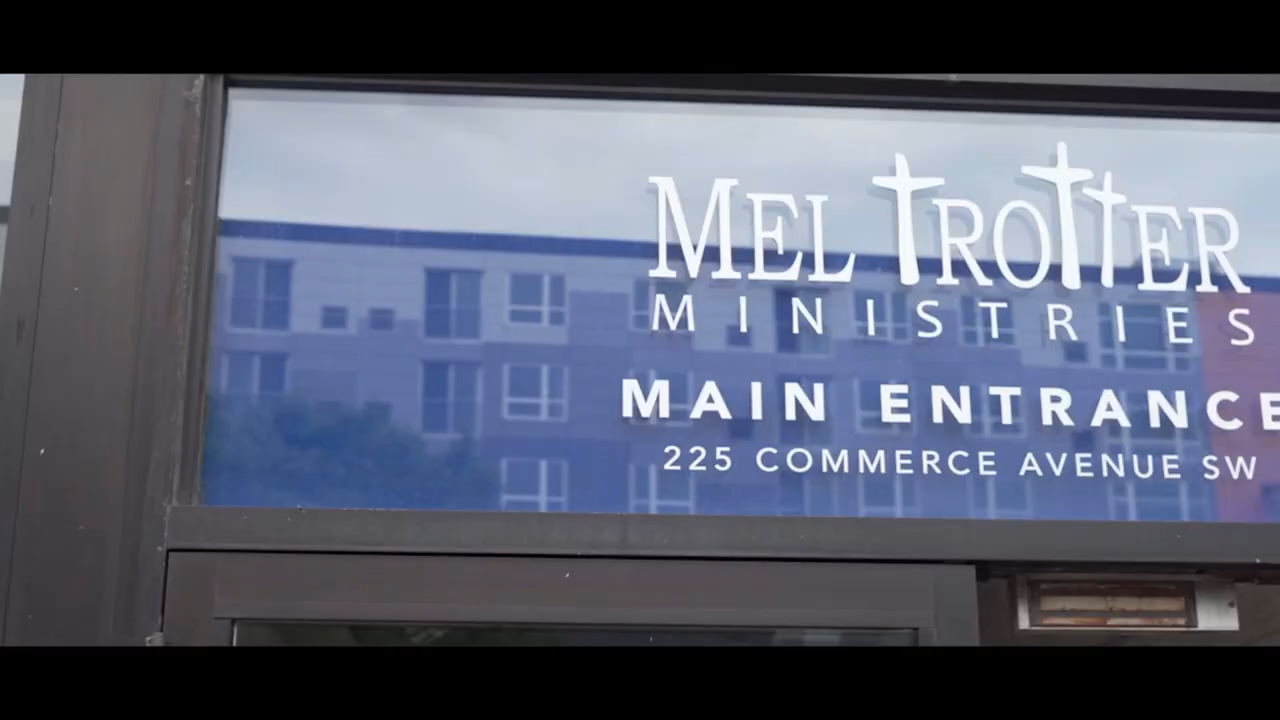 MEL TROTTER
MINISTRIES
MAIN ENTRANCE
225 COMMERCE AVENUE SW